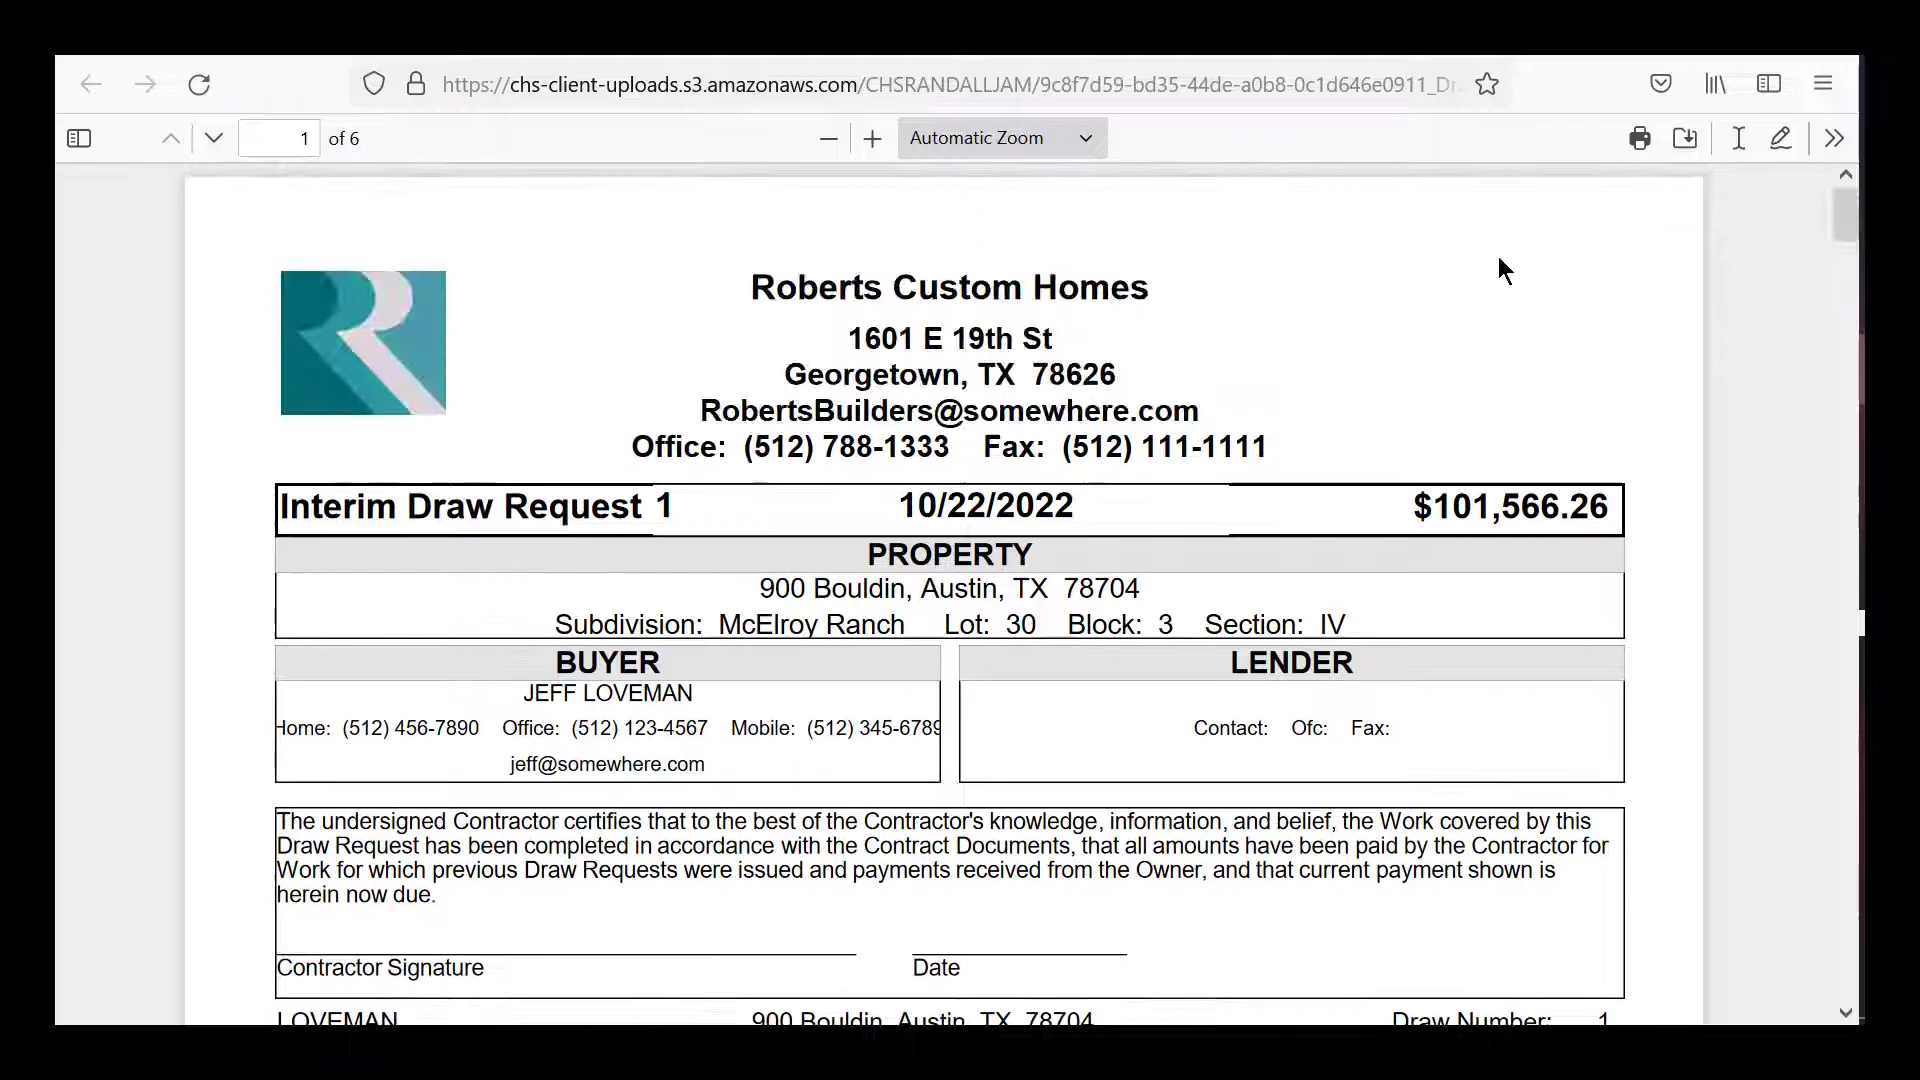 https://chs-client-uploads.s3.amazonaws.com/CHSRANDALLJAM/9c8f7d59-bd35-44de-a0b8-0c1d646e0911_Dr
1 of 6
Automatic Zoom
Roberts Custom Homes
1601 E 19th St
Georgetown, TX 78626
RobertsBuilders@somewhere.com
Office: (512) 788-1333 Fax: (512) 111-1111
Interim Draw Request 1 10/22/2022 $101,566.26
PROPERTY
900 Bouldin, Austin, TX 78704
Subdivision: McElroy Ranch Lot: 30 Block: 3 Section: IV
BUYER
JEFF LOVEMAN
Home: (512) 456-7890 Office: (512) 123-4567 Mobile: (512) 345-6789
jeff@somewhere.com
LENDER
Contact: Ofc: Fax:
The undersigned Contractor certifies that to the best of the Contractor's knowledge, information, and belief, the Work covered by this
Draw Request has been completed in accordance with the Contract Documents, that all amounts have been paid by the Contractor for
Work for which previous Draw Requests were issued and payments received from the Owner, and that current payment shown is
herein now due.
Contractor Signature Date
LOVEMAN 900 Bouldin, Austin, TX 78704 Draw Number: 1